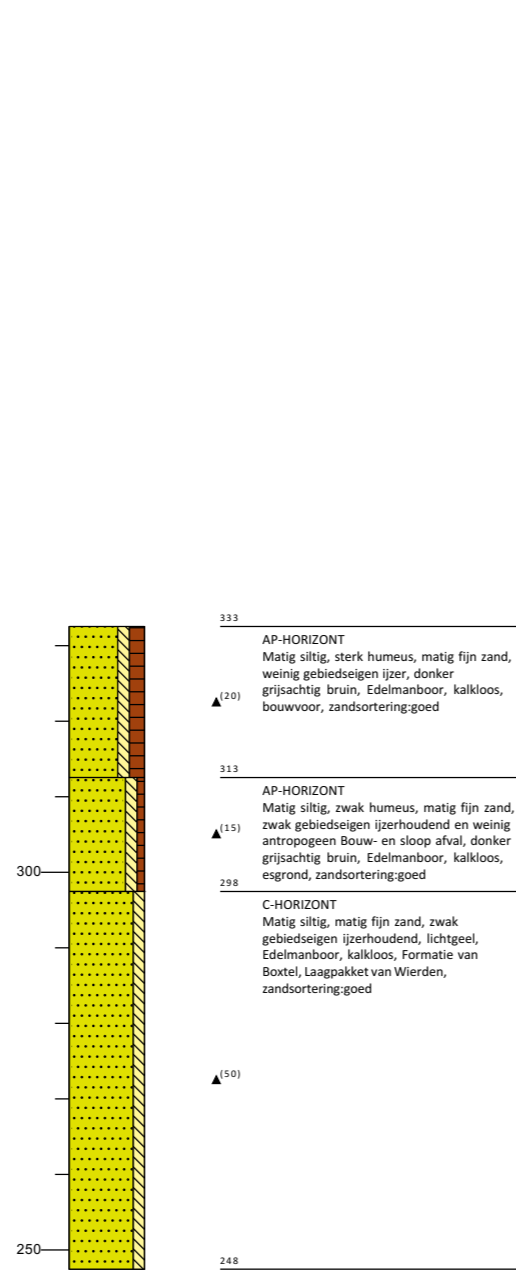 333
AP-HORIZONT
Matig siltig, sterk humeus, matig fijn zand,
weinig gebiedseigen ijzer, donker
grijsachtig bruin, Edelmanboor, kalkloos,
bouwvoor, zandsortering:goed
(20)
313
AP-HORIZONT
Matig siltig, zwak humeus, matig fijn zand,
zwak gebiedseigen ijzerhoudend en weinig
antropogeen Bouw- en sloop afval, donker
grijsachtig bruin, Edelmanboor, kalkloos,
esgrond, zandsortering:goed
(15)
300
298
C-HORIZONT
Matig siltig, matig fijn zand, zwak
gebiedseigen ijzerhoudend, lichtgeel,
Edelmanboor, kalkloos, Formatie van
Boxtel, Laagpakket van Wierden,
zandsortering:goed
(50)
250
248